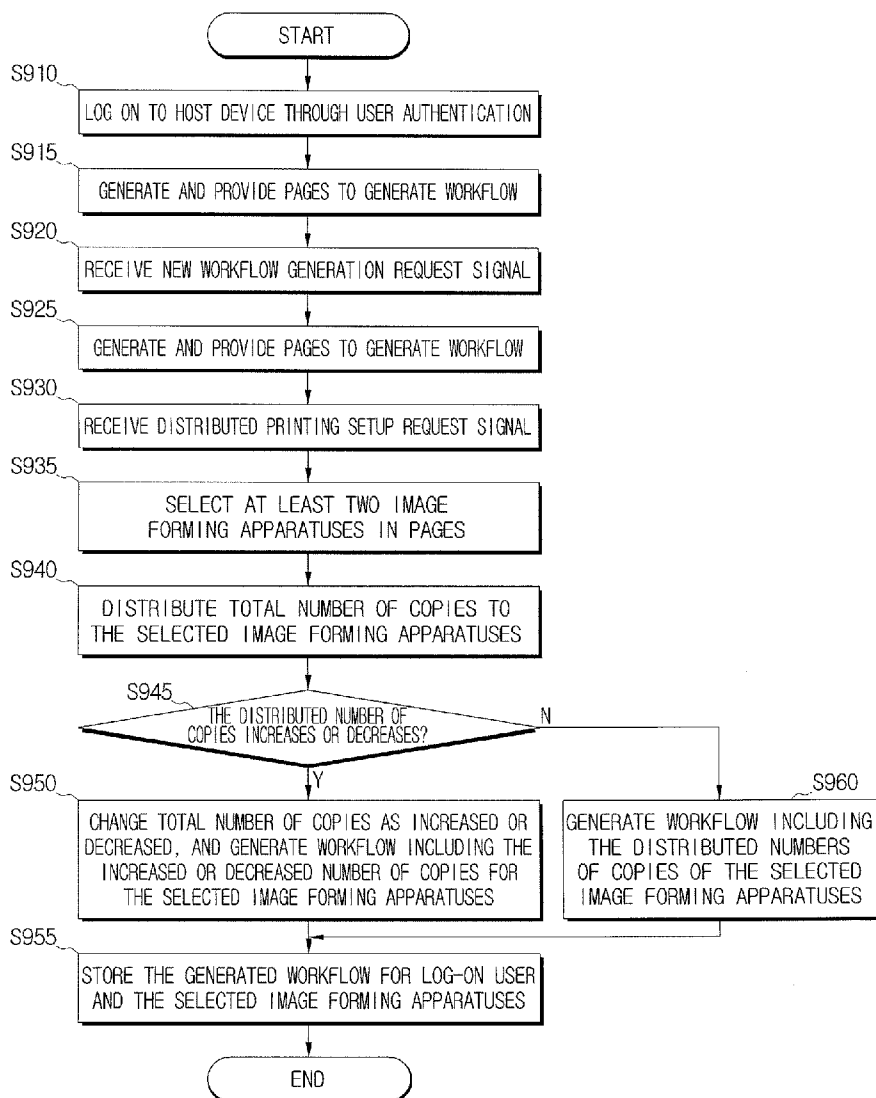 START
S910
LOG ON TO HOST DEVICE THROUGH USER AUTHENTICATION
S915
GENERATE AND PROVIDE PAGES TO GENERATE WORKFLOW
S920
RECEIVE NEW WORKFLOW GENERATION REQUEST SIGNAL
S925
GENERATE AND PROVIDE PAGES TO GENERATE WORKFLOW
S930
RECEIVE DISTRIBUTED PRINTING SETUP REQUEST SIGNAL
S935
SELECT AT LEAST TWO IMAGE
FORMING APPARATUSES IN PAGES
S940
DISTRIBUTE TOTAL NUMBER OF COPIES TO
THE SELECTED IMAGE FORMING APPARATUSES
S945
THE DISTRIBUTED NUMBER OF
COPIES INCREASES OR DECREASES?
N
Y
S950
CHANGE TOTAL NUMBER OF COPIES AS INCREASED OR
DECREASED, AND GENERATE WORKFLOW INCLUDING THE
INCREASED OR DECREASED NUMBER OF COPIES FOR
THE SELECTED IMAGE FORMING APPARATUSES
S960
GENERATE WORKFLOW INCLUDING
THE DISTRIBUTED NUMBERS
OF COPIES OF THE SELECTED
IMAGE FORMING APPARATUSES
S955
STORE THE GENERATED WORKFLOW FOR LOG-ON USER
AND THE SELECTED IMAGE FORMING APPARATUSES
END